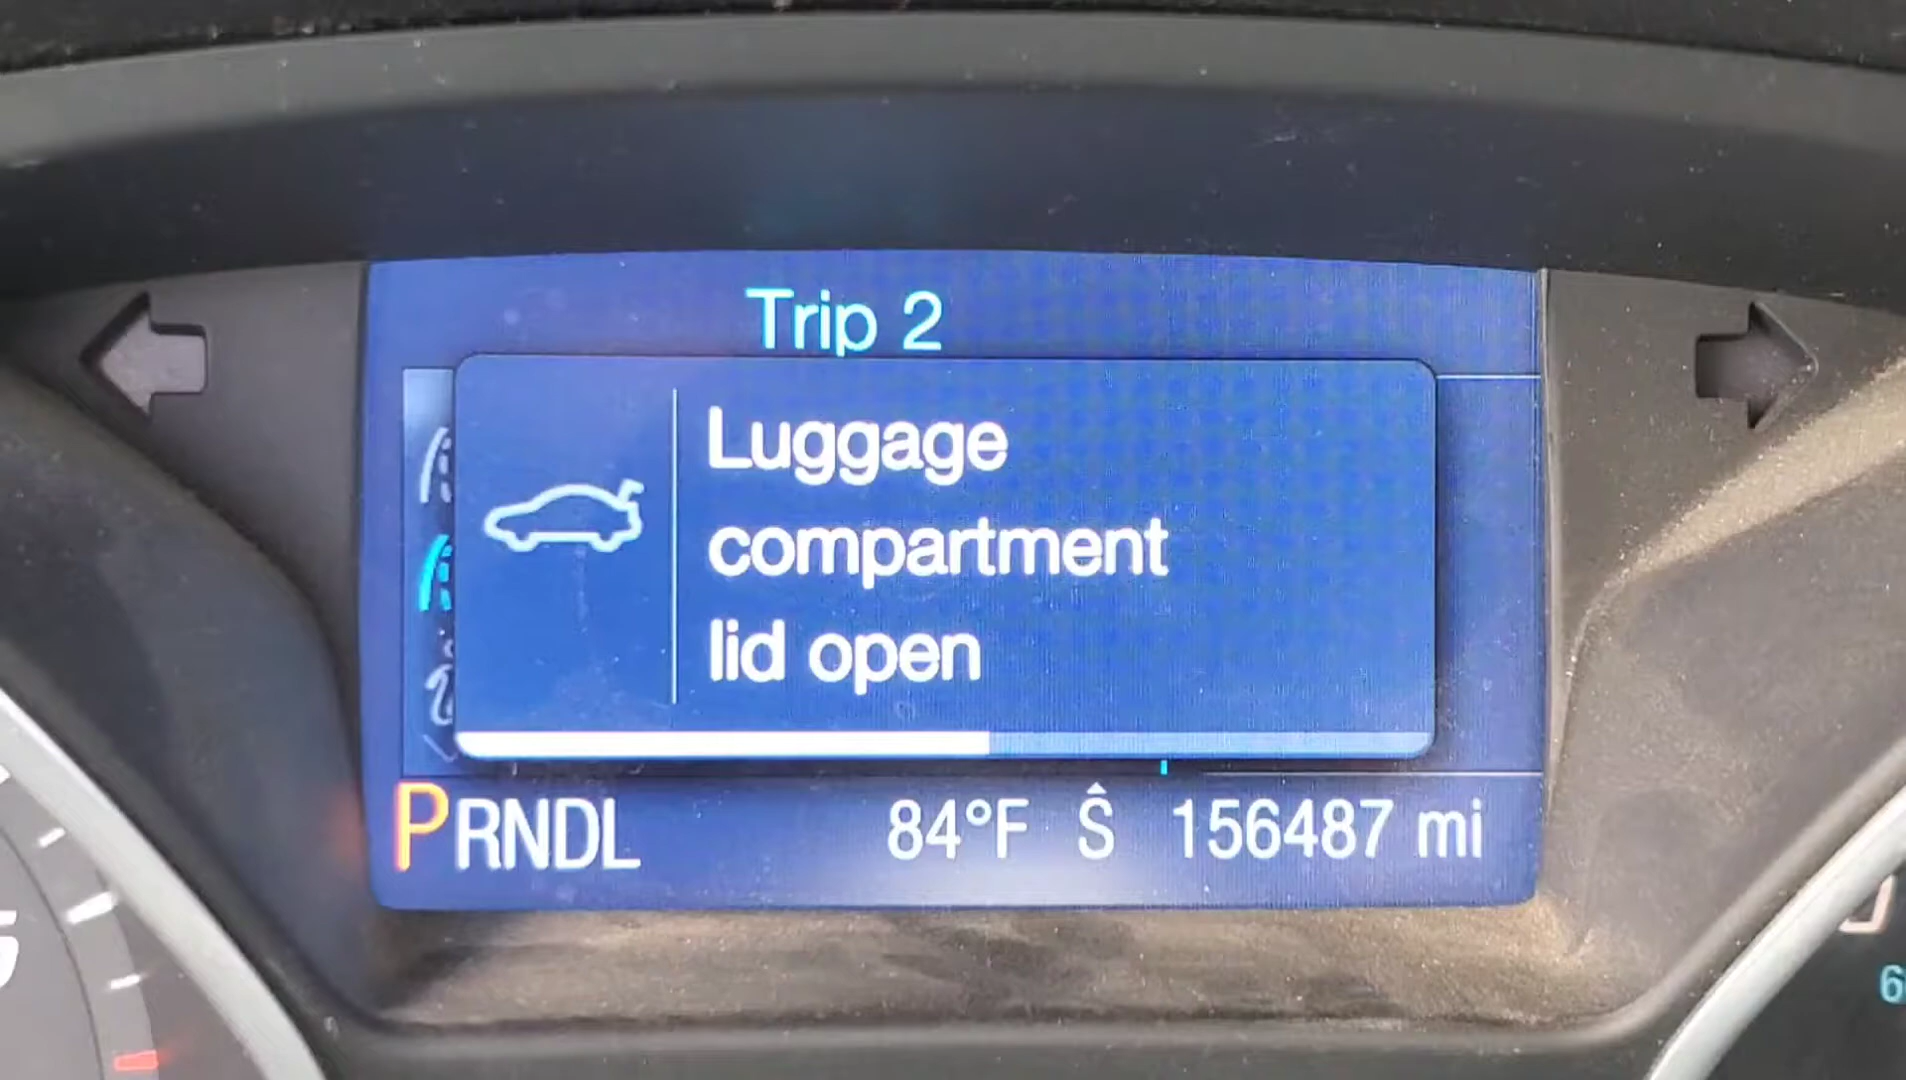 Trip 2
Luggage
compartment
lid open
PRNDL 84°F Ŝ 156487 mi